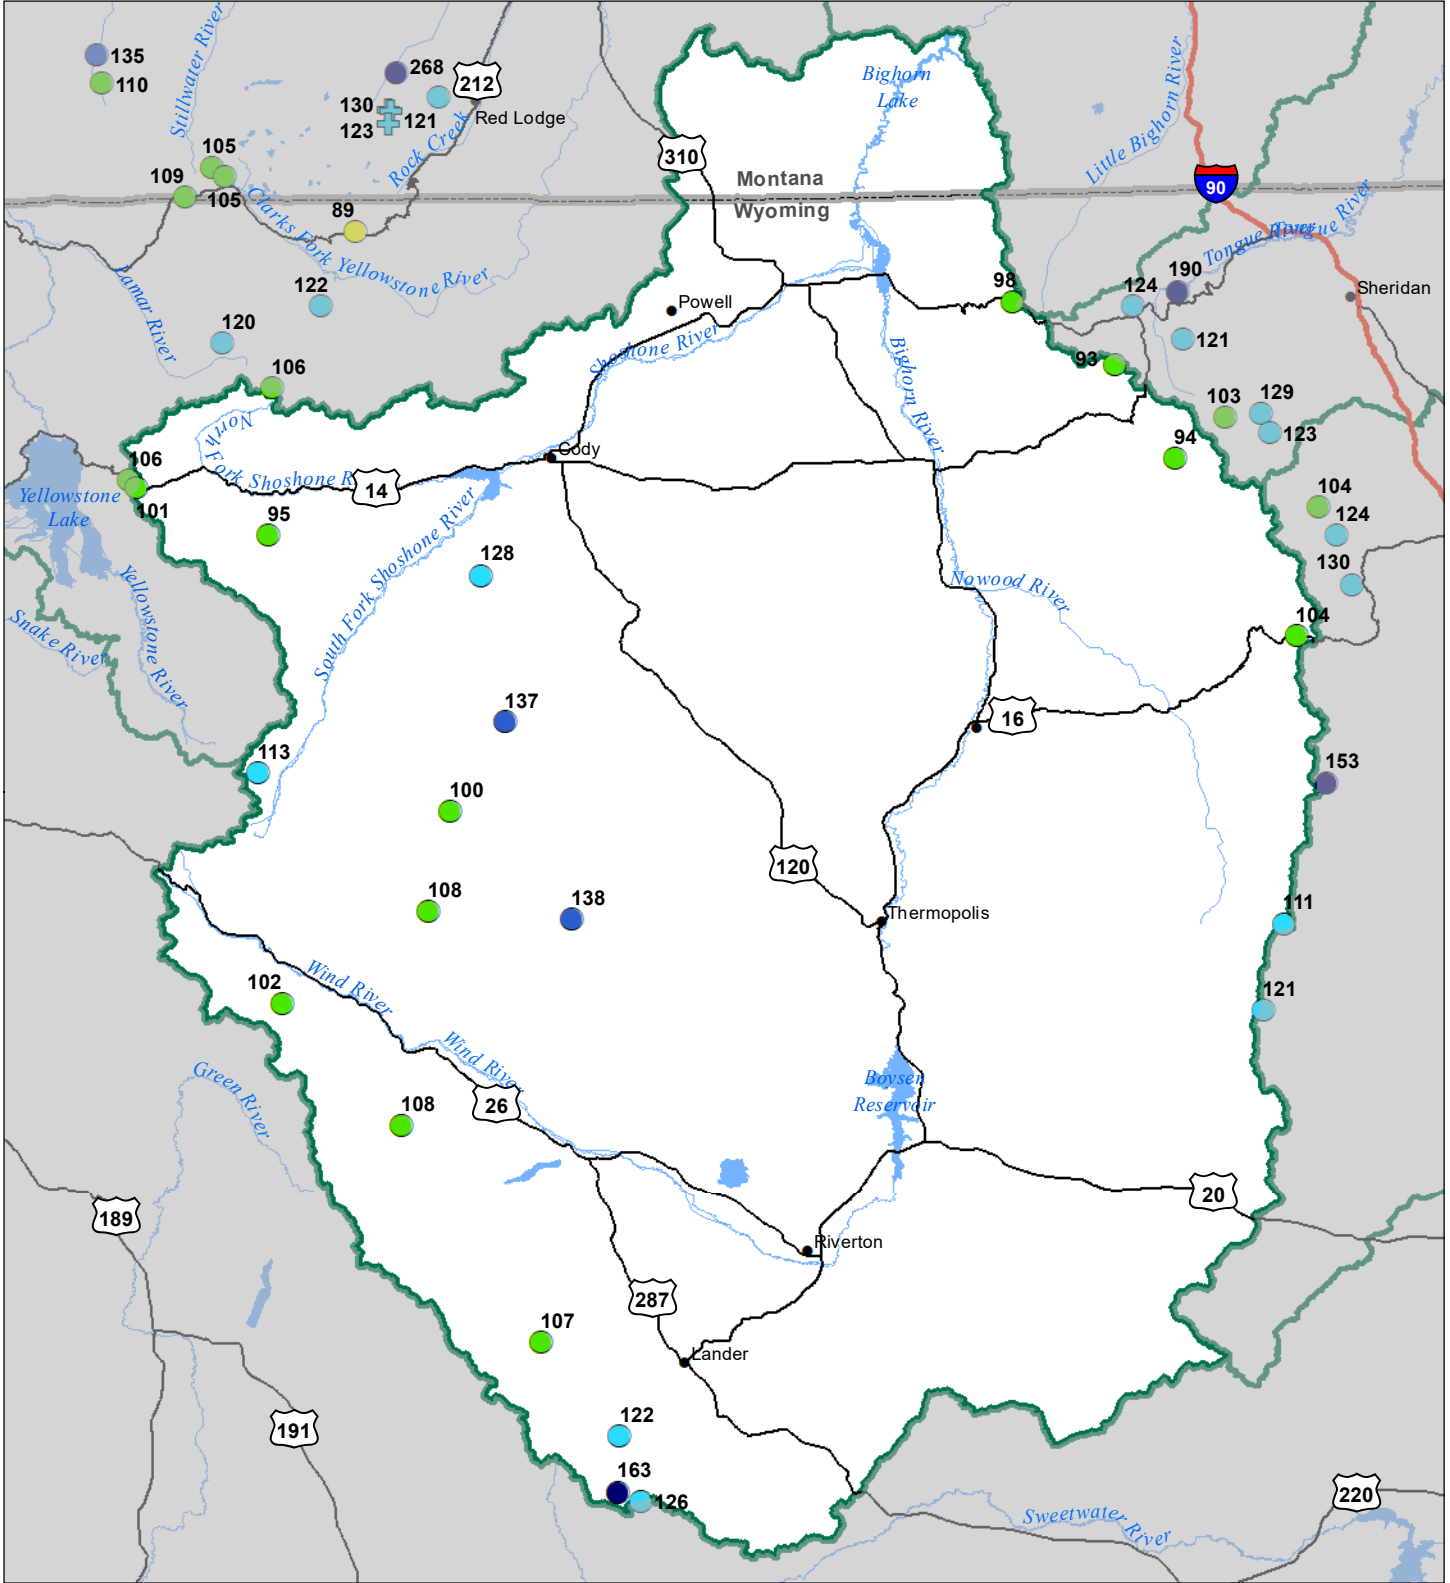 135
110
Stillwater River
268
212
130
123
121
Red Lodge
Rock Creek
Bighorn
Lake
Little Bighorn River
310
105
109
105
Montana
Wyoming
90
Clarks Fork Yellowstone River
89
Tongue River
Tongue River
Lamar River
122
120
106
Powell
Shoshone River
Bighorn River
98
124
190
Sheridan
121
93
103
129
123
94
North
Fork Shoshone R
14
Cody
106
101
Yellowstone
Lake
95
South Fork Shoshone River
128
104
124
130
Nowood River
104
Yellowstone River
Snake River
137
16
113
153
100
120
108
138
Thermopolis
111
102
Wind River
121
Wind River
Green River
26
108
Boysen
Reservoir
189
20
Riverton
287
107
Lander
191
122
163
126
220
Sweetwater River